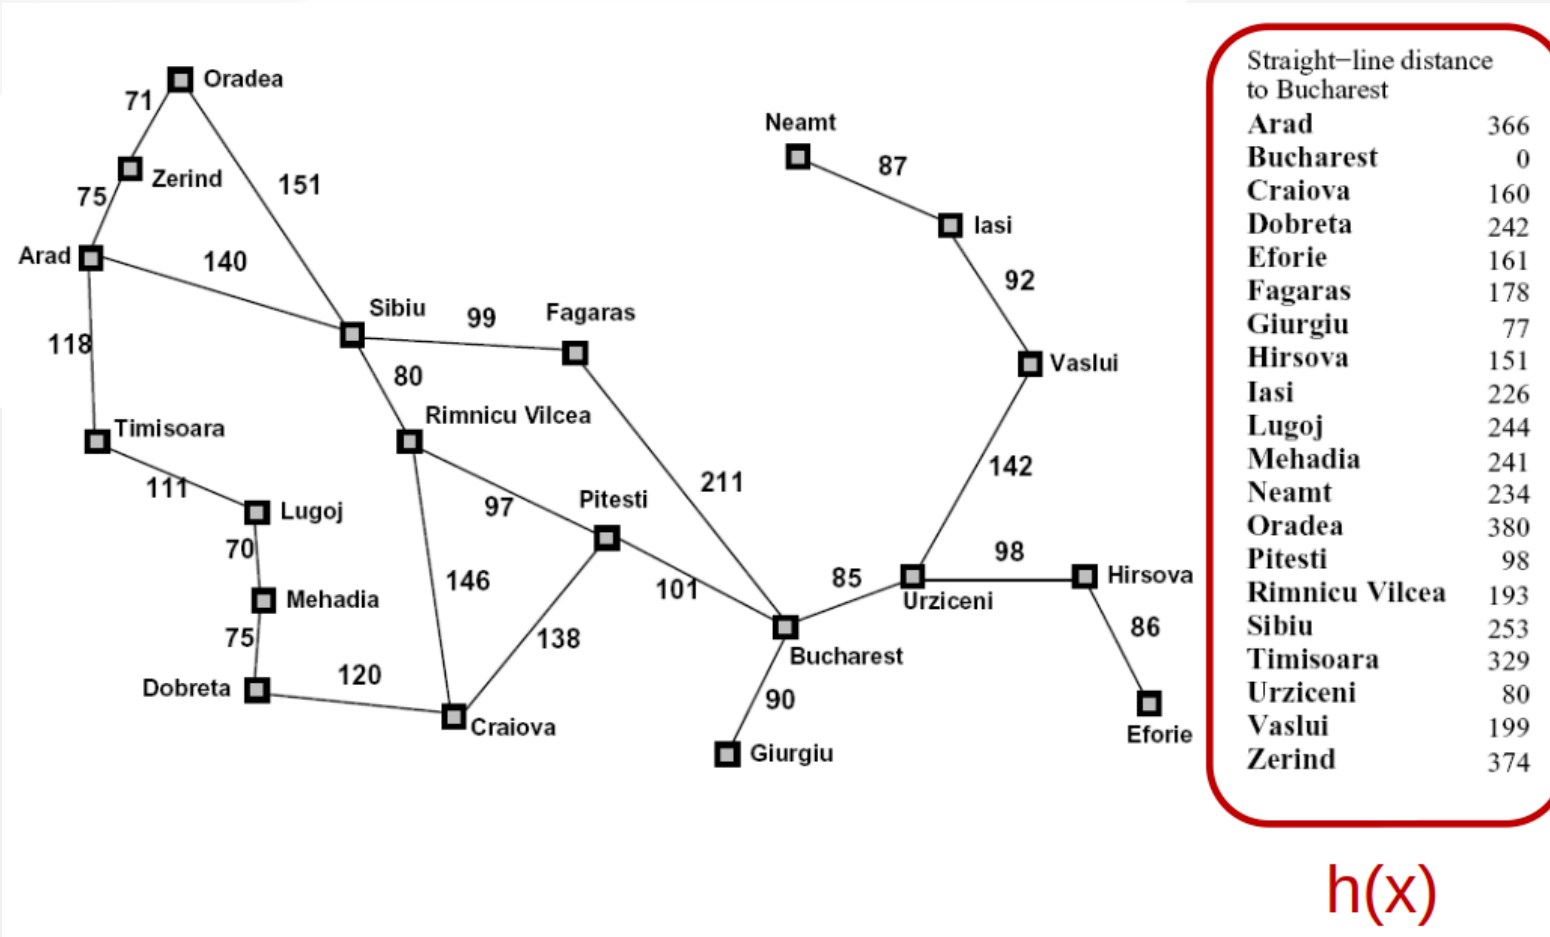 Oradea
71
Zerind
151
75
Arad
140
Sibiu
99
Fagaras
118
80
Timisoara
Rimnicu Vilcea
111
Lugoj
97
Pitesti
211
70
Mehadia
146
101
75
138
Dobreta
120
Craiova
Neamt
87
Iasi
92
Vaslui
142
98
Hirsova
85
Urziceni
86
Bucharest
90
Eforie
Giurgiu
Straight−line distance
to Bucharest
Arad 366
Bucharest 0
Craiova 160
Dobreta 242
Eforie 161
Fagaras 178
Giurgiu 77
Hirsova 151
Iasi 226
Lugoj 244
Mehadia 241
Neamt 234
Oradea 380
Pitesti 98
Rimnicu Vilcea 193
Sibiu 253
Timisoara 329
Urziceni 80
Vaslui 199
Zerind 374
h(x)